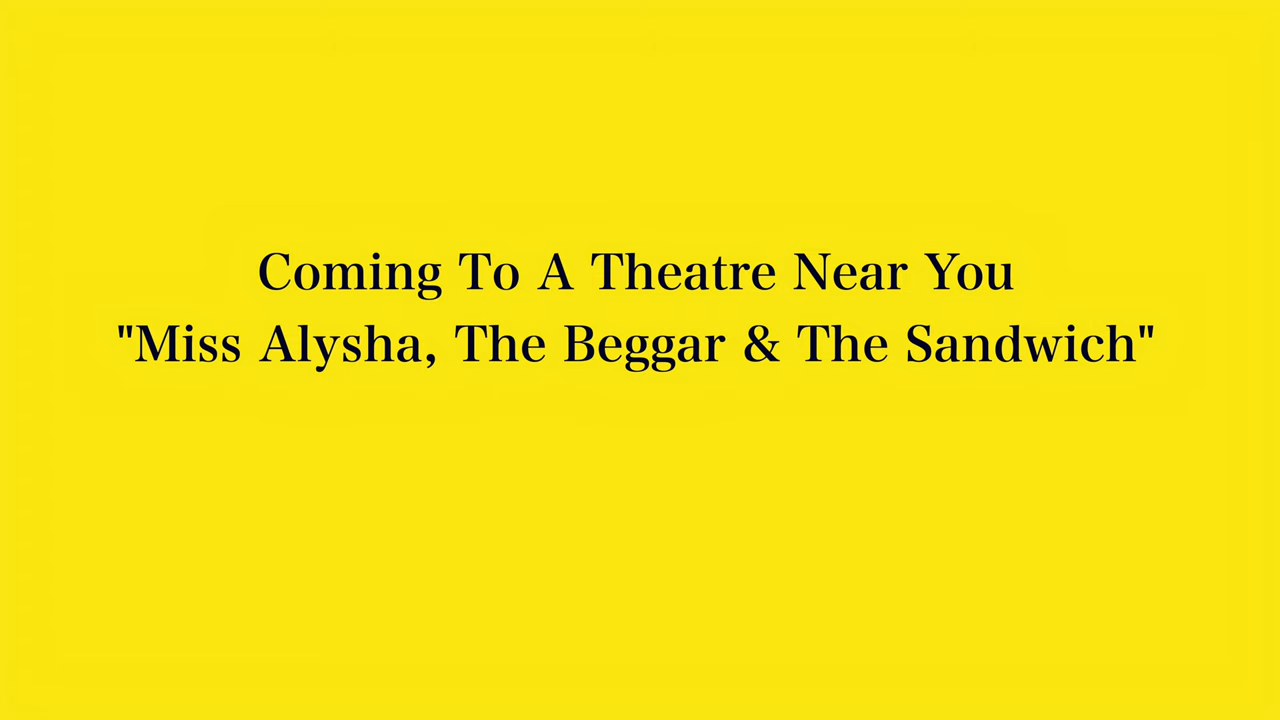 Coming To A Theatre Near You
"Miss Alysha, The Beggar & The Sandwich"